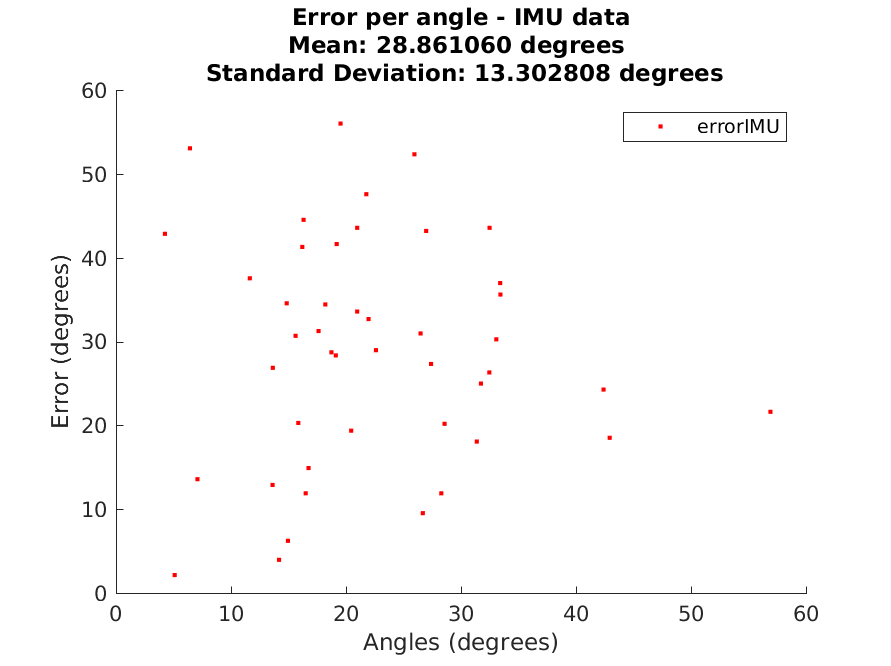 Error per angle - IMU data
Mean: 28.861060 degrees
Standard Deviation: 13.302808 degrees
60
errorIMU
50
40
30
20
10
0
Error (degrees)
0 10 20 30 40 50 60
Angles (degrees)